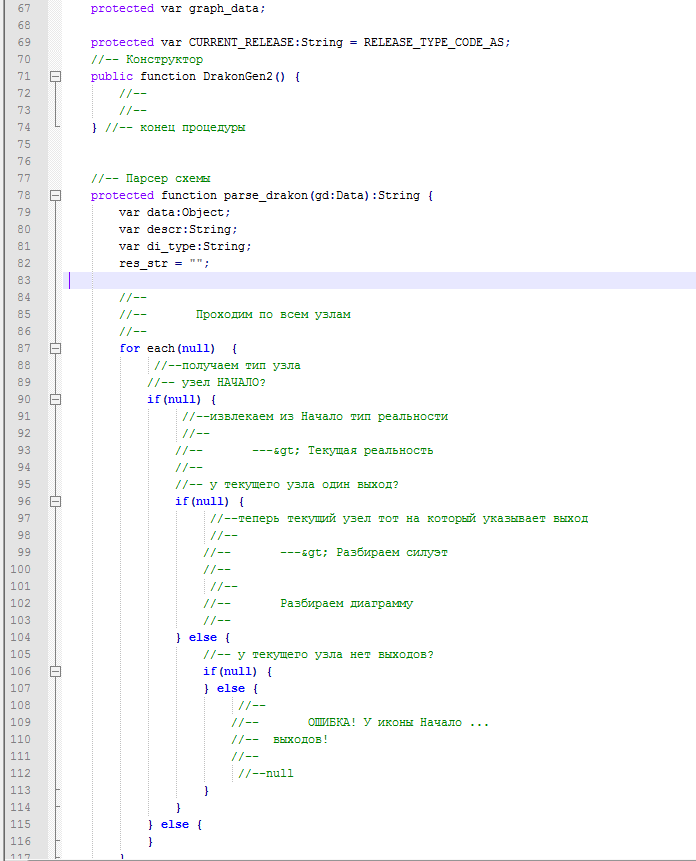 67 protected var graph_data;
68
69 protected var CURRENT_RELEASE:String = RELEASE_TYPE_CODE_AS;
70 //-- Конструктор
71 public function DrakonGen2() {
72 //--
73 //--
74 } //-- конец процедуры
75
76
77 //-- Парсер схемы
78 protected function parse_drakon(gd:Data):String {
79 var data:Object;
80 var descr:String;
81 var di_type:String;
82 res_str = "";
83
84 //--
85 //-- Проходим по всем узлам
86 //--
87 for each(null) {
88 //--получаем тип узла
89 //-- узел НАЧАЛО?
90 if(null) {
91 //--извлекаем из Начало тип реальности
92 //--
93 //-- ---&gt; Текущая реальность
94 //--
95 //-- у текущего узла один выход?
96 if(null) {
97 //--теперь текущий узел тот на который указывает выход
98 //--
99 //-- ---&gt; Разбираем силуэт
100 //--
101 //--
102 //-- Разбираем диаграмму
103 //--
104 } else {
105 //-- у текущего узла нет выходов?
106 if(null) {
107 } else {
108 //--
109 //-- ОШИБКА! У иконы Начало ...
110 //-- выходов!
111 //--
112 //--null
113 }
114 }
115 } else {
116 }
117 }